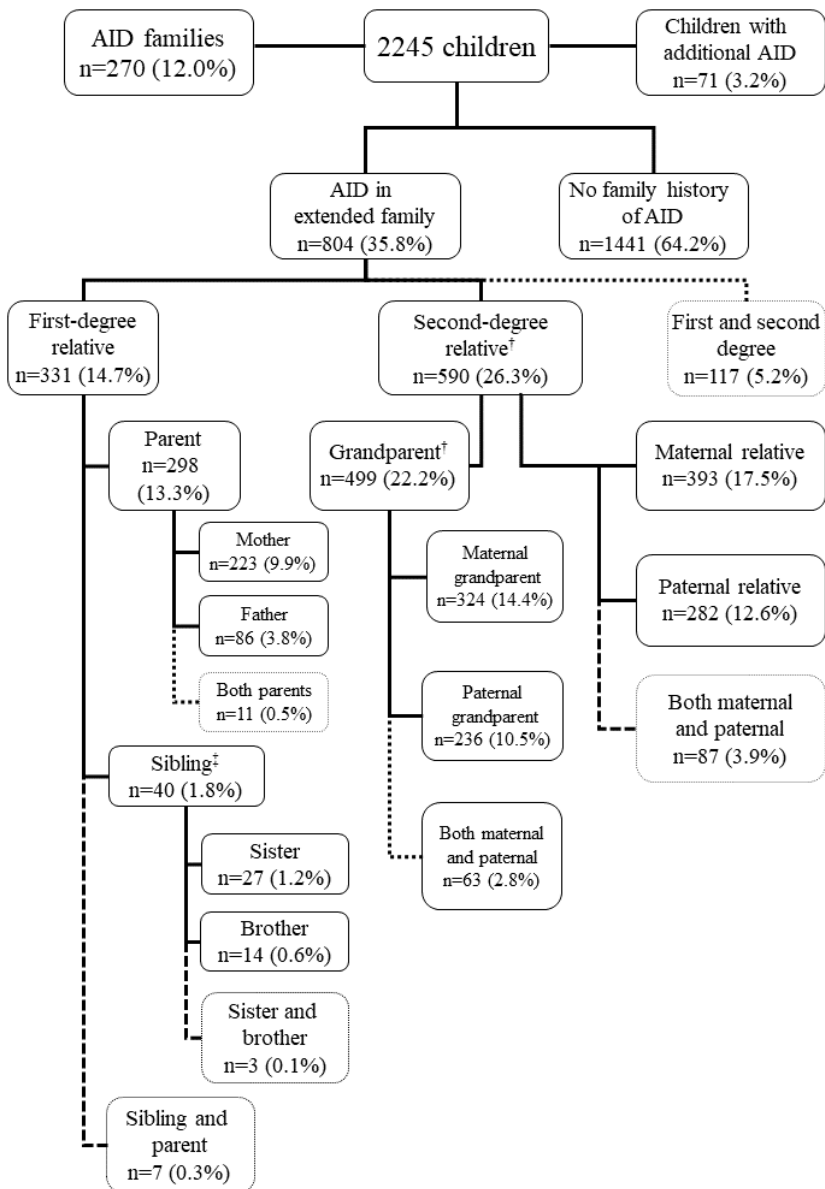 AID families
n=270 (12.0%)
2245 children
Children with
additional AID
n=71 (3.2%)
AID in
extended family
n=804 (35.8%)
No family history
of AID
n=1441 (64.2%)
First-degree
relative
n=331 (14.7%)
Second-degree
relative†
n=590 (26.3%)
First and second
degree
n=117 (5.2%)
Parent
n=298
(13.3%)
Grandparent†
n=499 (22.2%)
Maternal relative
n=393 (17.5%)
Mother
n=223 (9.9%)
Maternal
grandparent
n=324 (14.4%)
Father
n=86 (3.8%)
Paternal relative
n=282 (12.6%)
Both parents
n=11 (0.5%)
Paternal
grandparent
n=236 (10.5%)
Both maternal
and paternal
n=87 (3.9%)
Sibling‡
n=40 (1.8%)
Both maternal
and paternal
n=63 (2.8%)
Sister
n=27 (1.2%)
Brother
n=14 (0.6%)
Sister and
brother
n=3 (0.1%)
Sibling and
parent
n=7 (0.3%)